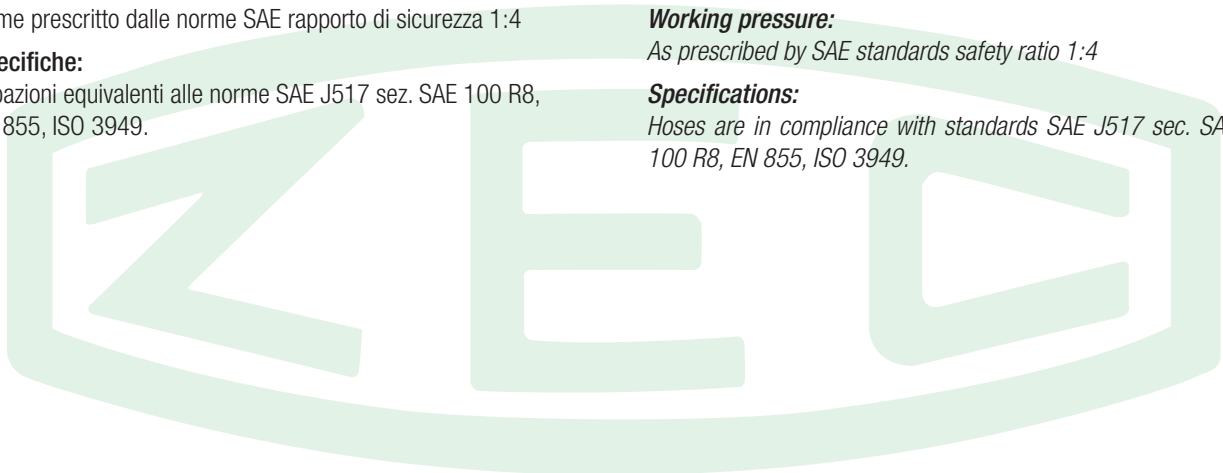 me prescritto dalle norme SAE rapporto di sicurezza 1:4
ecifiche:
bazioni equivalenti alle norme SAE J517 sez. SAE 100 R8,
855, ISO 3949.
Working pressure:
As prescribed by SAE standards safety ratio 1:4
Specifications:
Hoses are in compliance with standards SAE J517 sec. SA
100 R8, EN 855, ISO 3949.
ZEC